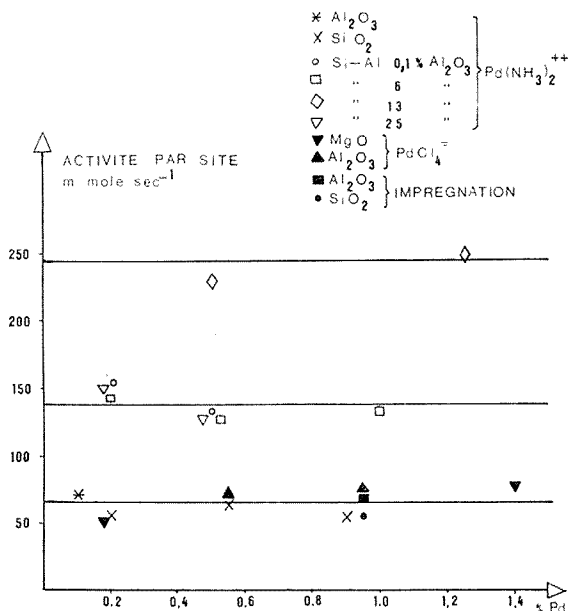 Al2O3
SiO2
Si-Al 0,1% Al2O3
" 6 "
" 13 "
" 25 "
Pd(NH3)2++
MgO
Al2O3
PdCl4=
Al2O3
SiO2
IMPREGNATION
ACTIVITE PAR SITE
m mole sec-1
250
200
150
100
50
0,2
0,4
0,6
0,8
1.0
1,2
1,4
% Pd